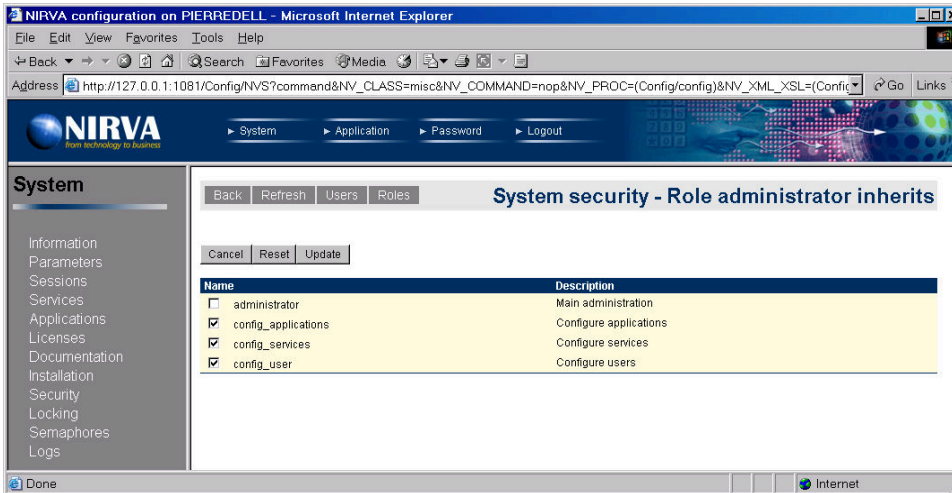 NIRVA configuration on PIERREDELL - Microsoft Internet Explorer
File Edit View Favorites Tools Help
Back Search Favorites Media
Address http://127.0.0.1:1081/Config/NVS?command&NV_CLASS=misc&NV_COMMAND=nop&NV_PROC=(Config/config)&NV_XML_XSL=(Config Go Links
NIRVA
from technology to business
System Application Password Logout
System
Back Refresh Users Roles
System security - Role administrator inherits
Information
Parameters
Sessions
Services
Applications
Licenses
Documentation
Installation
Security
Locking
Semaphores
Logs
Cancel Reset Update
Name Description
administrator Main administration
config_applications Configure applications
config_services Configure services
config_user Configure users
Done Internet